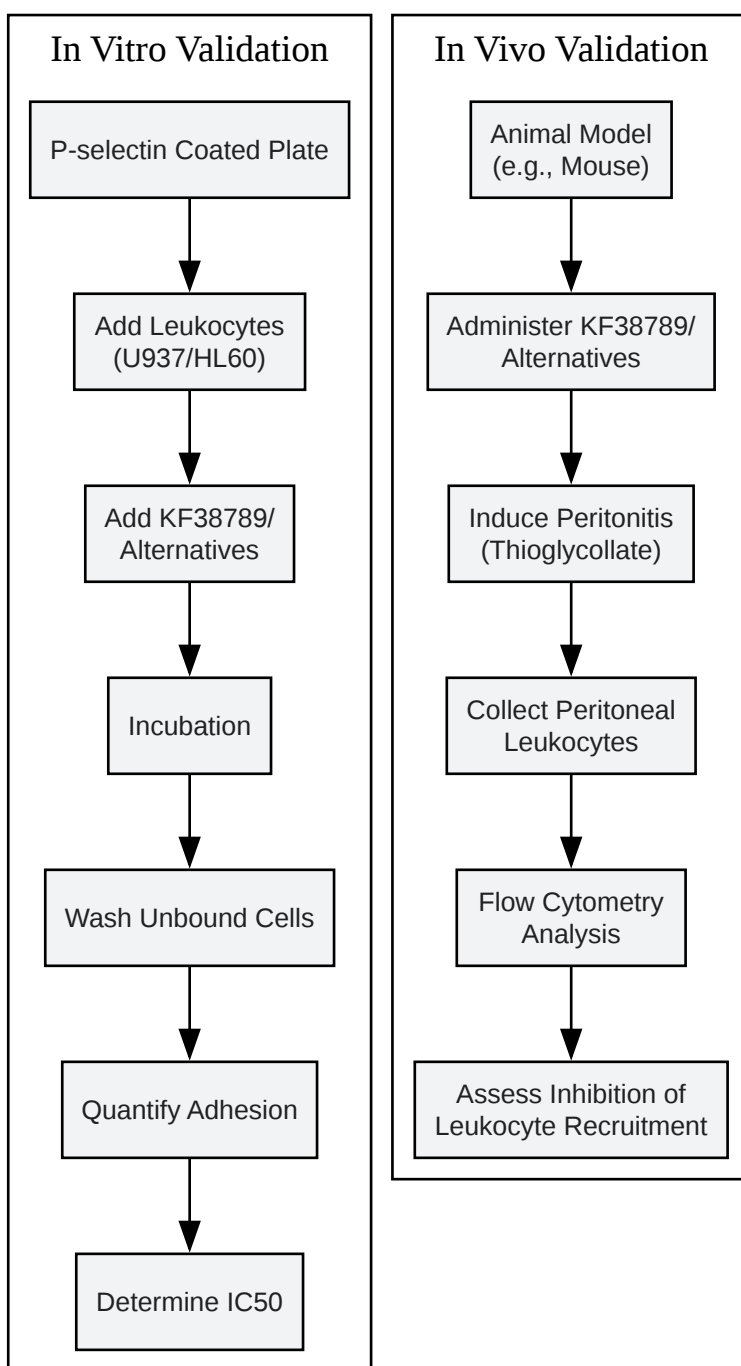 In Vitro Validation
P-selectin Coated Plate
Add Leukocytes
(U937/HL60)
Add KF38789/
Alternatives
Incubation
Wash Unbound Cells
Quantify Adhesion
Determine IC50
In Vivo Validation
Animal Model
(e.g., Mouse)
Administer KF38789/
Alternatives
Induce Peritonitis
(Thioglycollate)
Collect Peritoneal
Leukocytes
Flow Cytometry
Analysis
Assess Inhibition of
Leukocyte Recruitment